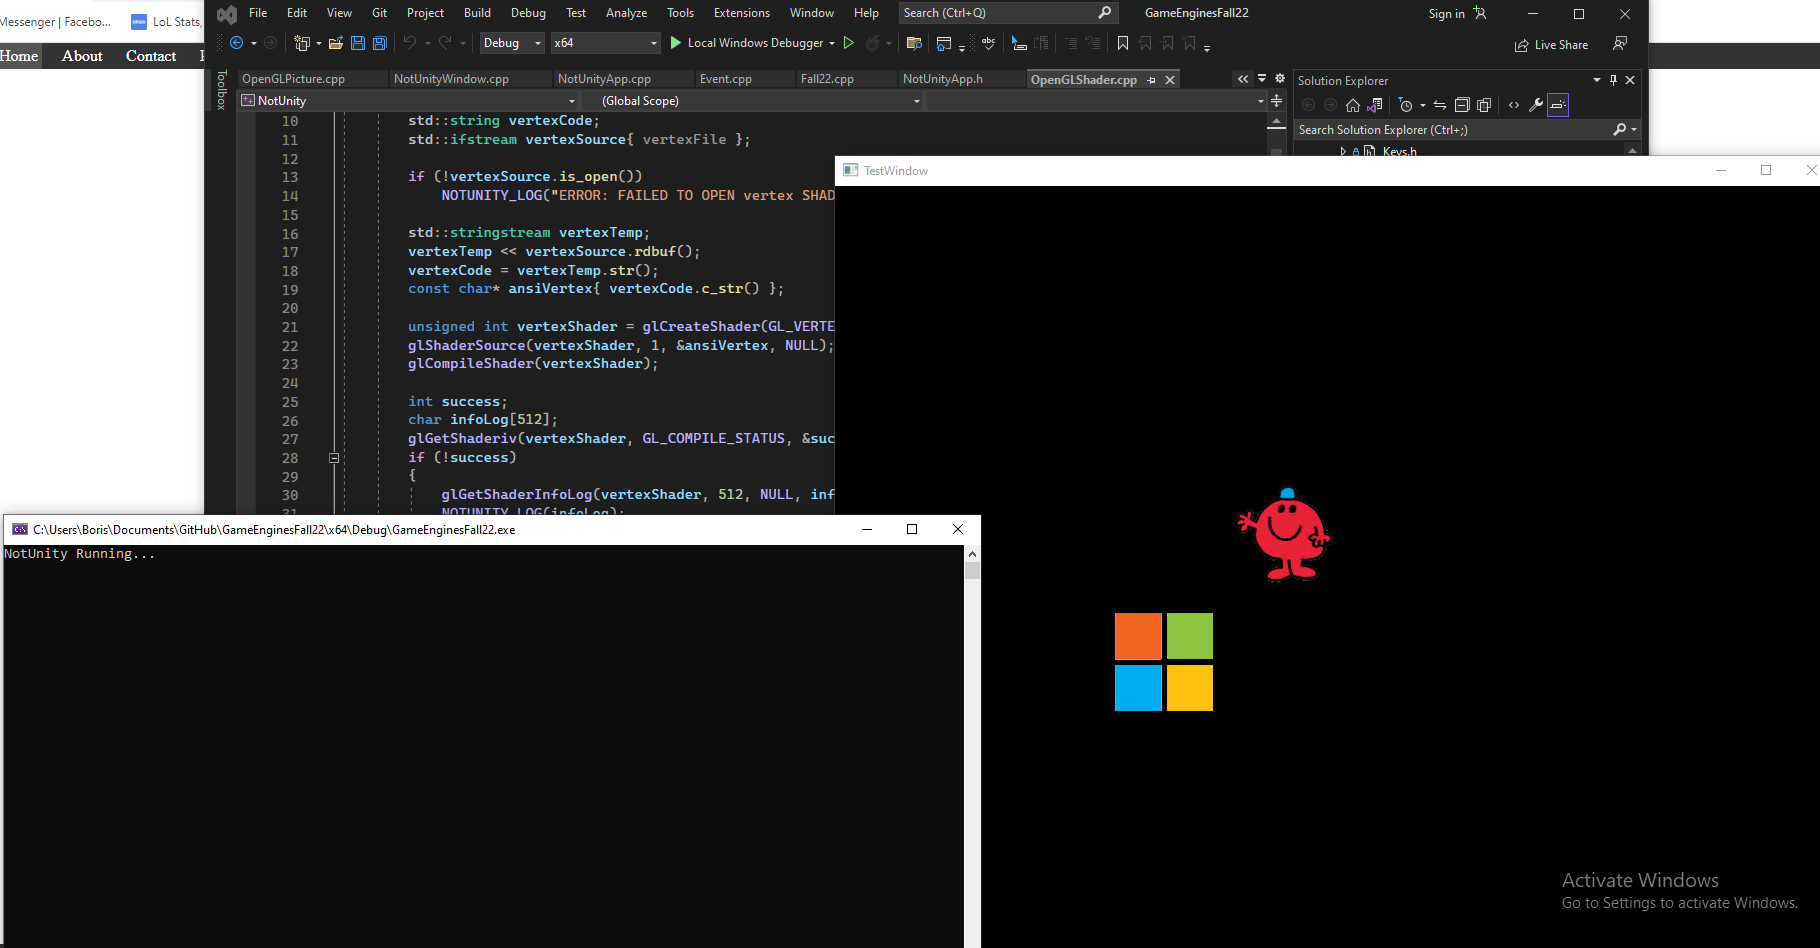 Messenger | Facebo...
LoL Stats,
Home About Contact
File Edit View Git Project Build Debug Test Analyze Tools Extensions Window Help Search (Ctrl+Q) GameEnginesFall22 Sign in
Debug x64 Local Windows Debugger Live Share
Toolbox
OpenGLPicture.cpp NotUnityWindow.cpp NotUnityApp.cpp Event.cpp Fall22.cpp NotUnityApp.h OpenGLShader.cpp
NotUnity (Global Scope)
10 std::string vertexCode;
11 std::ifstream vertexSource{ vertexFile };
12
13 if (!vertexSource.is_open())
14 NOTUNITY_LOG("ERROR: FAILED TO OPEN vertex SHAD
15
16 std::stringstream vertexTemp;
17 vertexTemp << vertexSource.rdbuf();
18 vertexCode = vertexTemp.str();
19 const char* ansiVertex{ vertexCode.c_str() };
20
21 unsigned int vertexShader = glCreateShader(GL_VERTE
22 glShaderSource(vertexShader, 1, &ansiVertex, NULL);
23 glCompileShader(vertexShader);
24
25 int success;
26 char infoLog[512];
27 glGetShaderiv(vertexShader, GL_COMPILE_STATUS, &suc
28 if (!success)
29 {
30 glGetShaderInfoLog(vertexShader, 512, NULL, inf
31 NOTUNITY_LOG(infoLog);
Solution Explorer
Search Solution Explorer (Ctrl+;)
Keys.h
TestWindow
C:\Users\Boris\Documents\GitHub\GameEnginesFall22\x64\Debug\GameEnginesFall22.exe
NotUnity Running...
Activate Windows
Go to Settings to activate Windows.